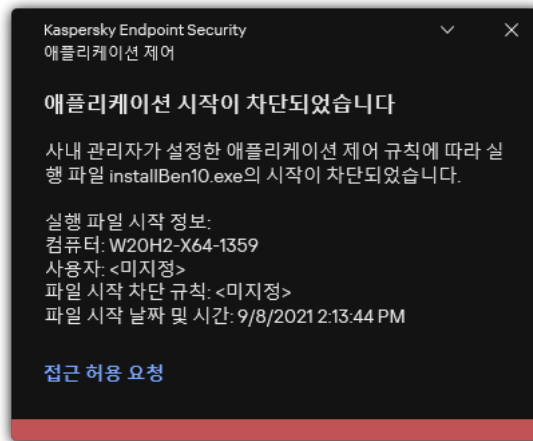 Kaspersky Endpoint Security
애플리케이션 제어
애플리케이션 시작이 차단되었습니다
사내 관리자가 설정한 애플리케이션 제어 규칙에 따라 실
행 파일 installBen10.exe의 시작이 차단되었습니다.
실행 파일 시작 정보:
컴퓨터: W20H2-X64-1359
사용자: <미지정>
파일 시작 차단 규칙: <미지정>
파일 시작 날짜 및 시간: 9/8/2021 2:13:44 PM
접근 허용 요청